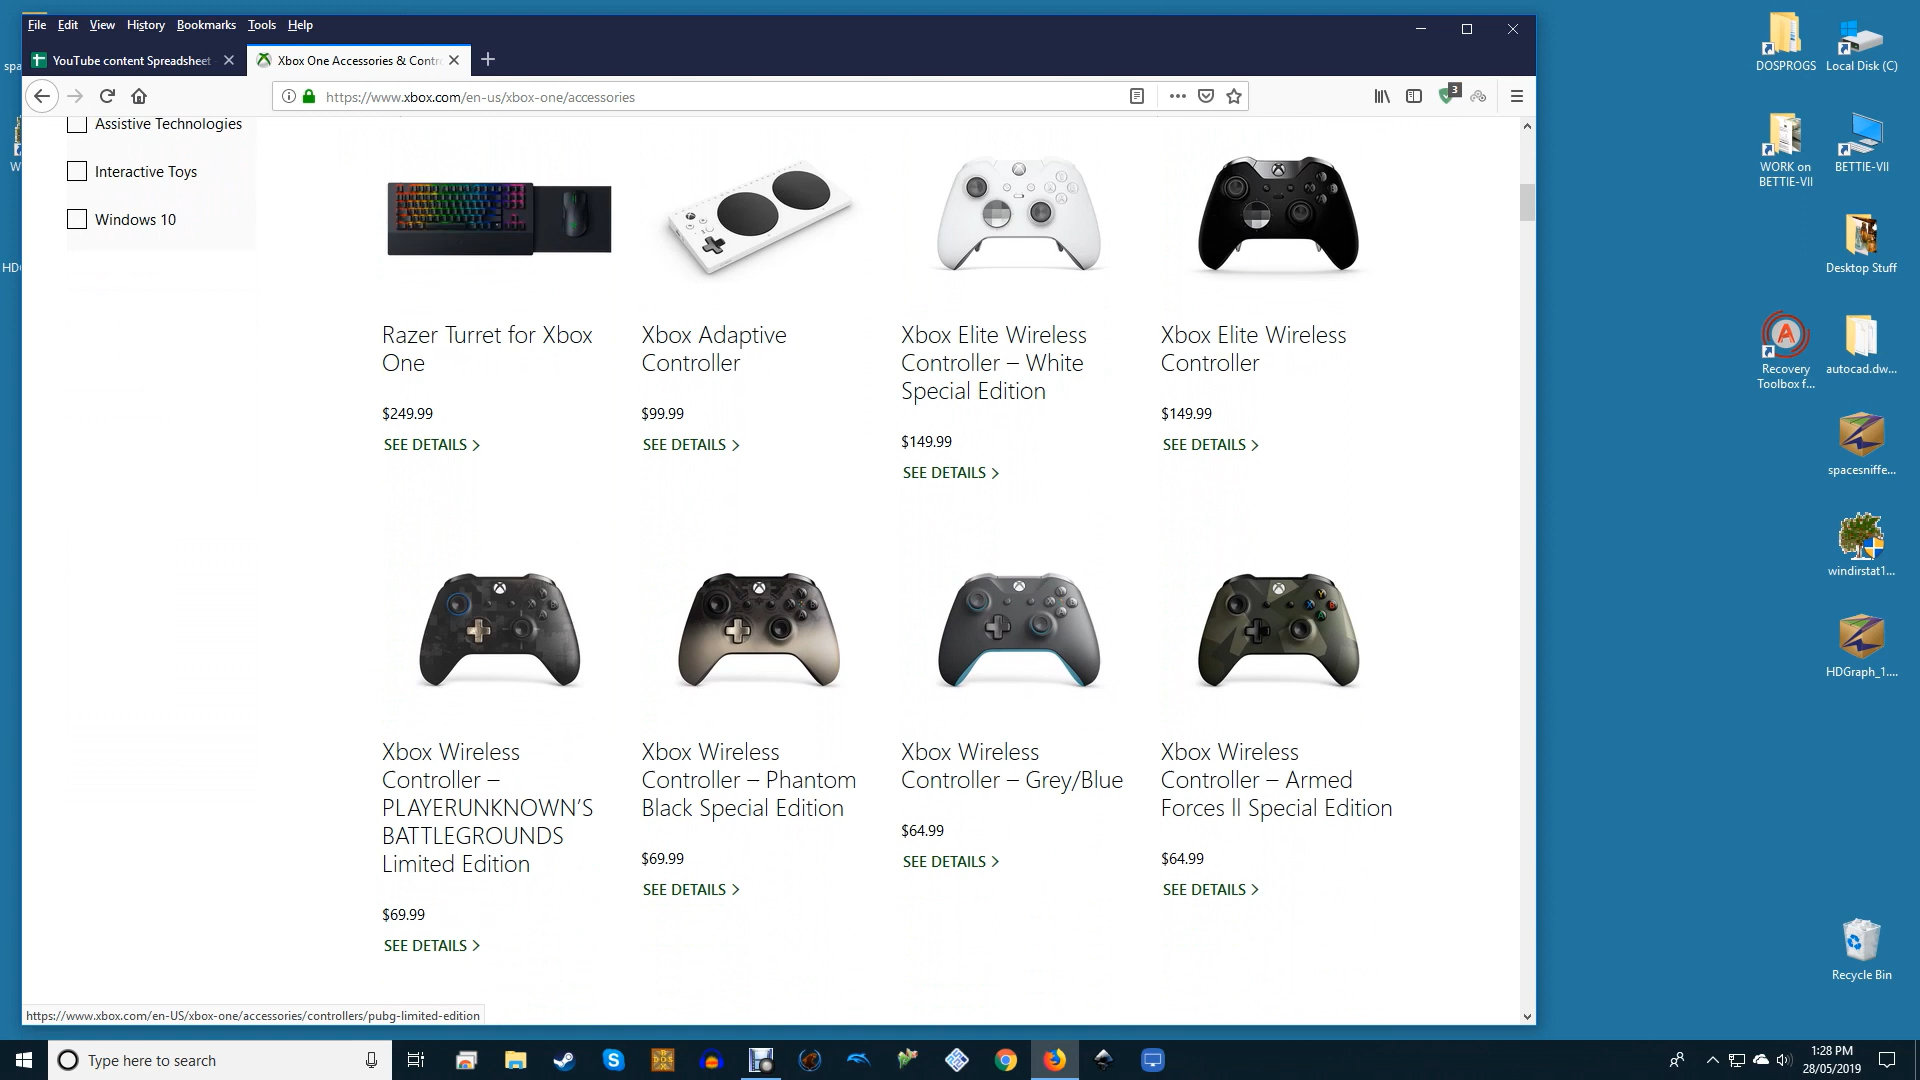 File Edit View History Bookmarks Tools Help
YouTube content Spreadsheet
Xbox One Accessories & Contr
https://www.xbox.com/en-us/xbox-one/accessories
3
Assistive Technologies
Interactive Toys
Windows 10
Razer Turret for Xbox
One
$249.99
SEE DETAILS
Xbox Adaptive
Controller
$99.99
SEE DETAILS
Xbox Elite Wireless
Controller – White
Special Edition
$149.99
SEE DETAILS
Xbox Elite Wireless
Controller
$149.99
SEE DETAILS
Xbox Wireless
Controller –
PLAYERUNKNOWN'S
BATTLEGROUNDS
Limited Edition
$69.99
SEE DETAILS
Xbox Wireless
Controller – Phantom
Black Special Edition
$69.99
SEE DETAILS
Xbox Wireless
Controller – Grey/Blue
$64.99
SEE DETAILS
Xbox Wireless
Controller – Armed
Forces ll Special Edition
$64.99
SEE DETAILS
https://www.xbox.com/en-US/xbox-one/accessories/controllers/pubg-limited-edition
DOSPROGS
Local Disk (C)
WORK on
BETTIE-VII
BETTIE-VII
Desktop Stuff
Recovery
Toolbox f...
autocad.dw...
spacesniffe...
windirstat1...
HDGraph_1....
Recycle Bin
Type here to search
1:28 PM
28/05/2019